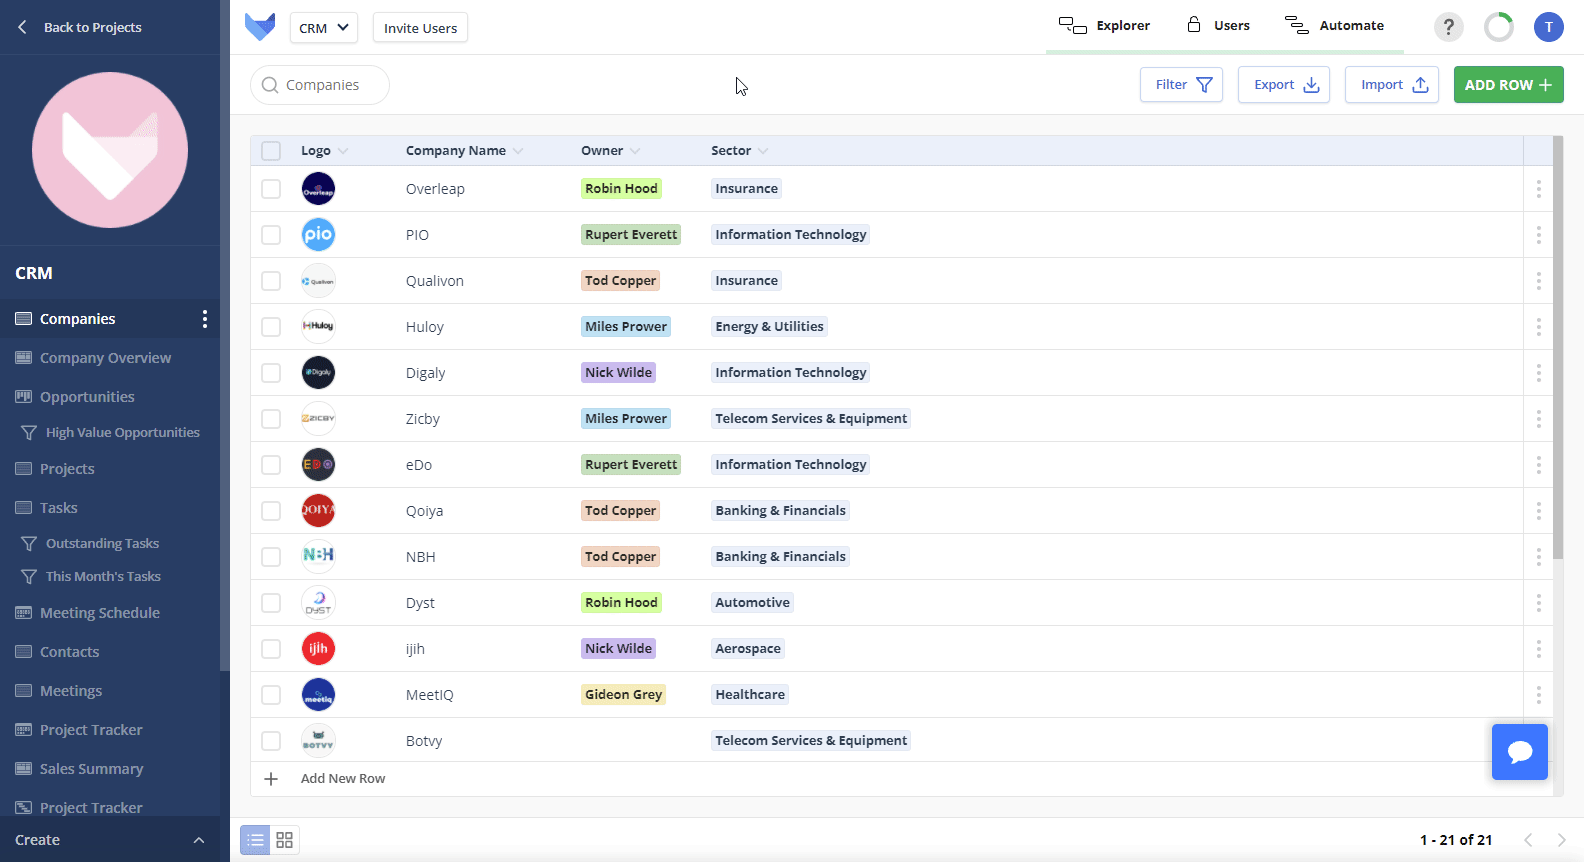 Back to Projects
CRM
Invite Users
Explorer
Users
Automate
?
T
Companies
Filter
Export
Import
ADD ROW
CRM
Companies
Company Overview
Opportunities
High Value Opportunities
Projects
Tasks
Outstanding Tasks
This Month's Tasks
Meeting Schedule
Contacts
Meetings
Project Tracker
Sales Summary
Project Tracker
Create
Logo Company Name Owner Sector
Overleap Overleap Robin Hood Insurance
pio PIO Rupert Everett Information Technology
Qualivon Qualivon Tod Copper Insurance
Huloy Huloy Miles Prower Energy & Utilities
Digaly Digaly Nick Wilde Information Technology
ZICBY Zicby Miles Prower Telecom Services & Equipment
EDO eDo Rupert Everett Information Technology
QOIYA Qoiya Tod Copper Banking & Financials
NBH NBH Tod Copper Banking & Financials
DYST Dyst Robin Hood Automotive
ijih ijih Nick Wilde Aerospace
meetiq MeetIQ Gideon Grey Healthcare
BOTVY Botvy Telecom Services & Equipment
Add New Row
1 - 21 of 21